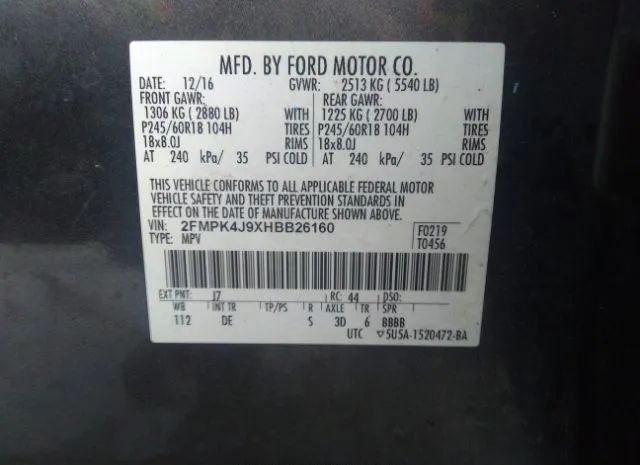 MFD. BY FORD MOTOR CO.
DATE: 12/16 GVWR: 2513 KG ( 5540 LB)
FRONT GAWR: REAR GAWR:
1306 KG ( 2880 LB) WITH 1225 KG ( 2700 LB) WITH
P245/60R18 104H TIRES P245/60R18 104H TIRES
18x8.0J RIMS 18x8.0J RIMS
AT 240 kPa/ 35 PSI COLD AT 240 kPa/ 35 PSI COLD
THIS VEHICLE CONFORMS TO ALL APPLICABLE FEDERAL MOTOR
VEHICLE SAFETY AND THEFT PREVENTION STANDARDS IN
EFFECT ON THE DATE OF MANUFACTURE SHOWN ABOVE.
VIN: 2FMPK4J9XHBB26160 F0219
TYPE: MPV T0456
EXT PNT: J7 RC: 44 DSO:
WB INT TR TP/PS R AXLE TR SPR
112 DE S 3D 6 BBBB
UTC ▽5U5A-1520472-BA